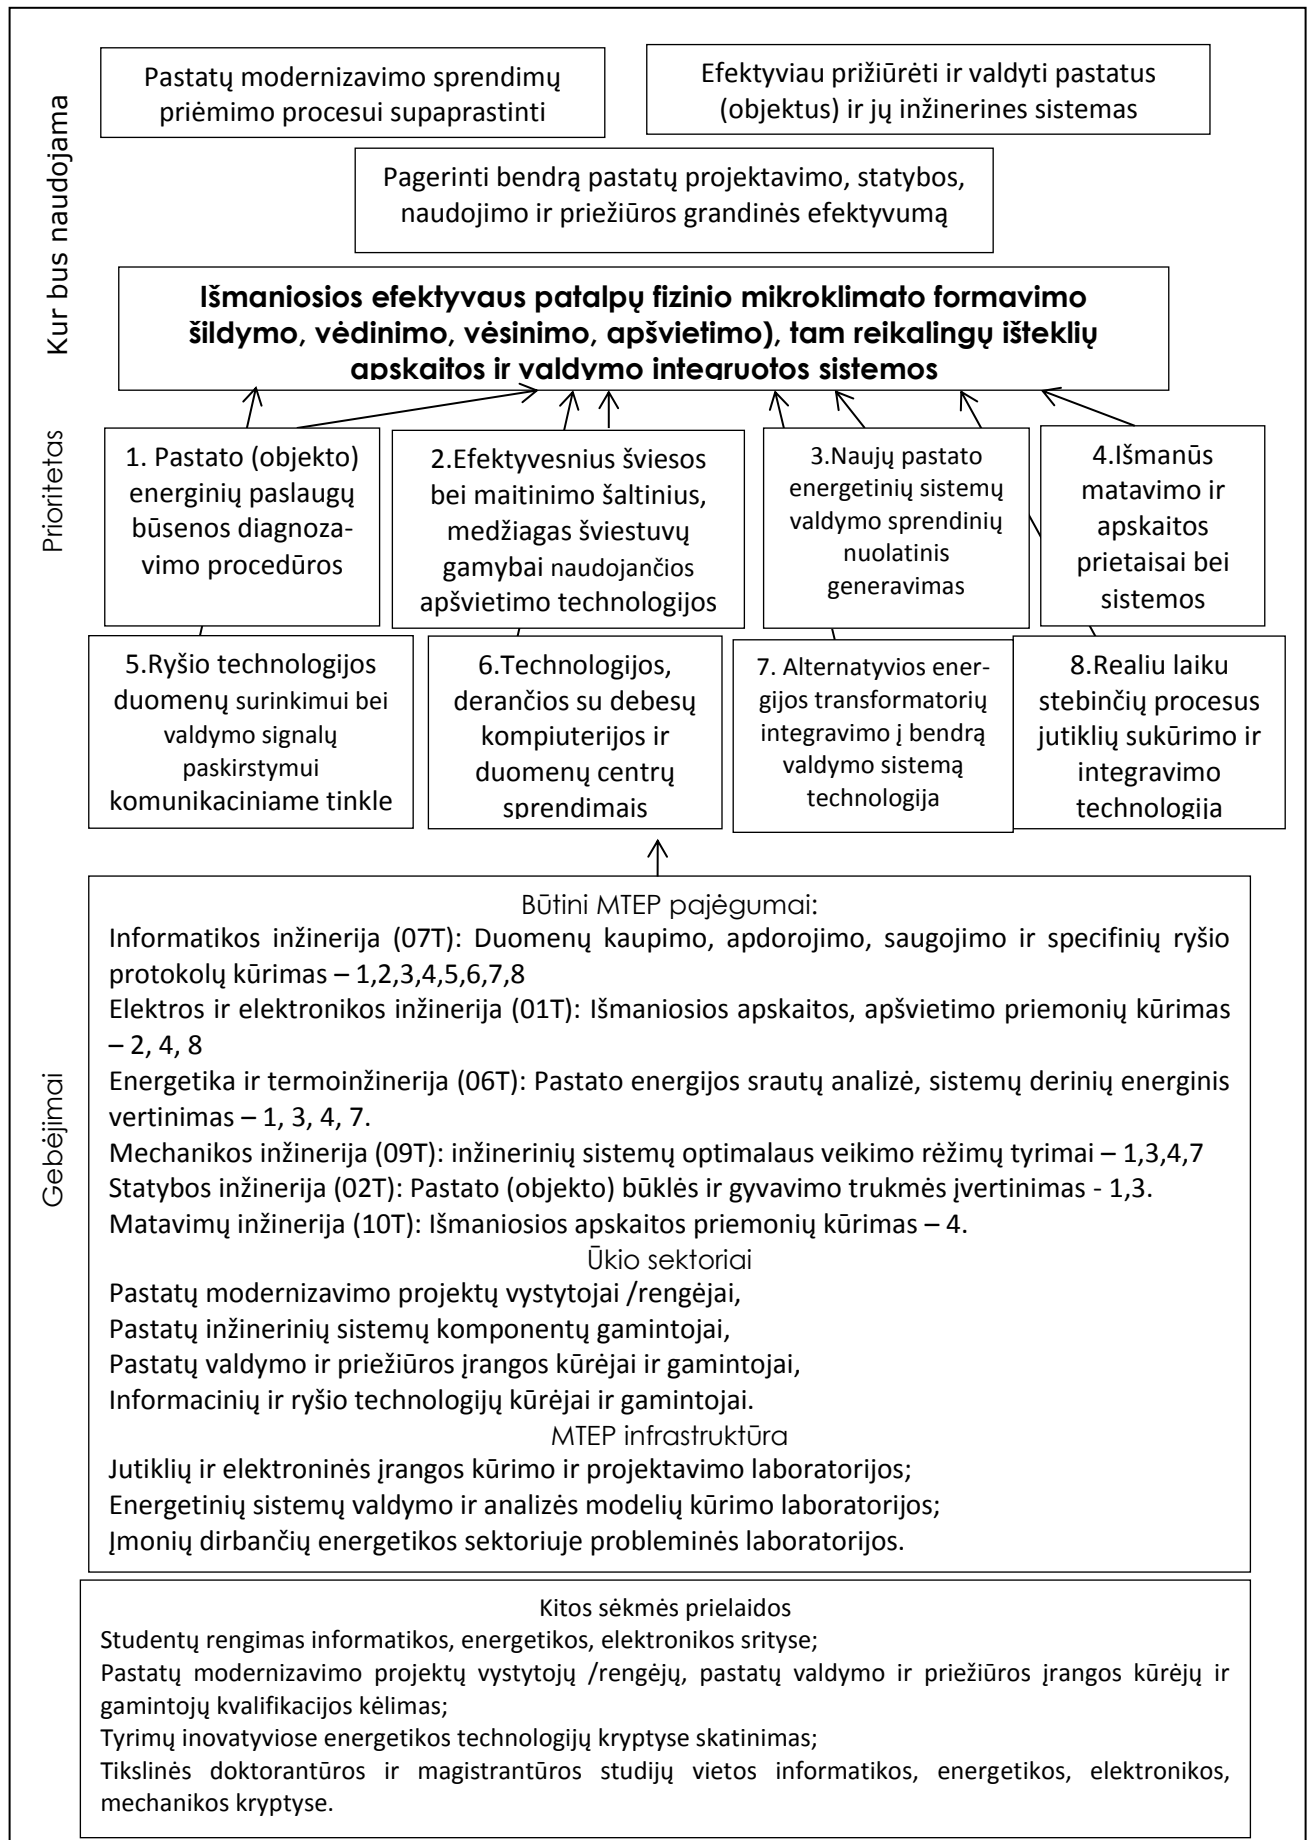 Kur bus naudojama
Pastatų modernizavimo sprendimų
priėmimo procesui supaprastinti
Efektyviau prižiūrėti ir valdyti pastatus
(objektus) ir jų inžinerines sistemas
Pagerinti bendrą pastatų projektavimo, statybos,
naudojimo ir priežiūros grandinės efektyvumą
Išmaniosios efektyvaus patalpų fizinio mikroklimato formavimo
šildymo, vėdinimo, vėsinimo, apšvietimo), tam reikalingų išteklių
apskaitos ir valdymo integruotos sistemos
Prioritetas
1. Pastato (objekto)
energinių paslaugų
būsenos diagnoza-
vimo procedūros
2.Efektyvesnius šviesos
bei maitinimo šaltinius,
medžiagas šviestuvų
gamybai naudojančios
apšvietimo technologijos
3.Naujų pastato
energetinių sistemų
valdymo sprendinių
nuolatinis
generavimas
4.Išmanūs
matavimo ir
apskaitos
prietaisai bei
sistemos
5.Ryšio technologijos
duomenų surinkimui bei
valdymo signalų
paskirstymui
komunikaciniame tinkle
6.Technologijos,
derančios su debesų
kompiuterijos ir
duomenų centrų
sprendimais
7. Alternatyvios ener-
gijos transformatorių
integravimo į bendrą
valdymo sistemą
technologija
8.Realiu laiku
stebinčių procesus
jutiklių sukūrimo ir
integravimo
technologija
Gebėjimai
Būtini MTEP pajėgumai:
Informatikos inžinerija (07T): Duomenų kaupimo, apdorojimo, saugojimo ir specifinių ryšio
protokolų kūrimas – 1,2,3,4,5,6,7,8
Elektros ir elektronikos inžinerija (01T): Išmaniosios apskaitos, apšvietimo priemonių kūrimas
– 2, 4, 8
Energetika ir termoinžinerija (06T): Pastato energijos srautų analizė, sistemų derinių energinis
vertinimas – 1, 3, 4, 7.
Mechanikos inžinerija (09T): inžinerinių sistemų optimalaus veikimo rėžimų tyrimai – 1,3,4,7
Statybos inžinerija (02T): Pastato (objekto) būklės ir gyvavimo trukmės įvertinimas - 1,3.
Matavimų inžinerija (10T): Išmaniosios apskaitos priemonių kūrimas – 4.
Ūkio sektoriai
Pastatų modernizavimo projektų vystytojai /rengėjai,
Pastatų inžinerinių sistemų komponentų gamintojai,
Pastatų valdymo ir priežiūros įrangos kūrėjai ir gamintojai,
Informacinių ir ryšio technologijų kūrėjai ir gamintojai.
MTEP infrastruktūra
Jutiklių ir elektroninės įrangos kūrimo ir projektavimo laboratorijos;
Energetinių sistemų valdymo ir analizės modelių kūrimo laboratorijos;
Įmonių dirbančių energetikos sektoriuje probleminės laboratorijos.
Kitos sėkmės prielaidos
Studentų rengimas informatikos, energetikos, elektronikos srityse;
Pastatų modernizavimo projektų vystytojų /rengėjų, pastatų valdymo ir priežiūros įrangos kūrėjų ir
gamintojų kvalifikacijos kėlimas;
Tyrimų inovatyviose energetikos technologijų kryptyse skatinimas;
Tikslinės doktorantūros ir magistrantūros studijų vietos informatikos, energetikos, elektronikos,
mechanikos kryptyse.